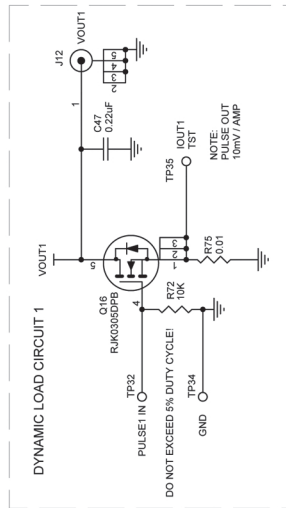 DYNAMIC LOAD CIRCUIT 1
VOUT1
J12
VOUT1
1
2
3
4
5
C47
0.22uF
5
Q16
RJK0305DPB
4
1
2
3
TP35
IOUT1
TST
NOTE:
PULSE OUT
10mV / AMP
R75
0.01
R72
10K
TP32
PULSE1 IN
DO NOT EXCEED 5% DUTY CYCLE!
TP34
GND